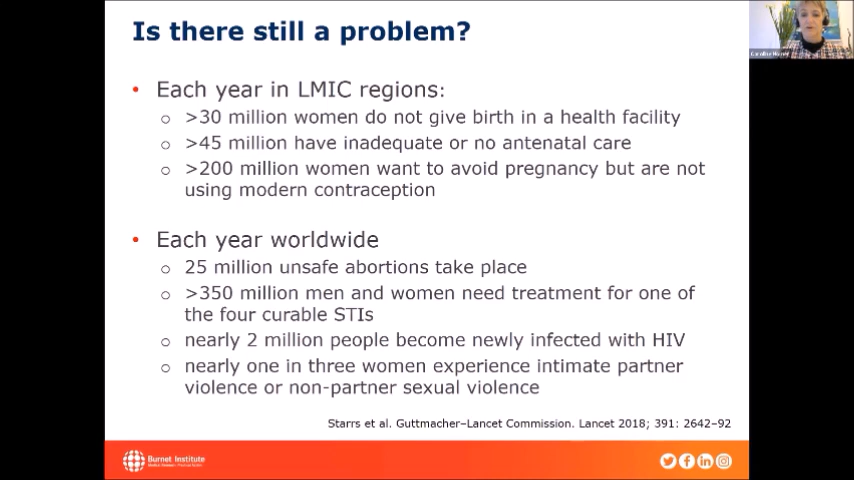 Is there still a problem?
• Each year in LMIC regions:
o >30 million women do not give birth in a health facility
o >45 million have inadequate or no antenatal care
o >200 million women want to avoid pregnancy but are not
using modern contraception
• Each year worldwide
o 25 million unsafe abortions take place
o >350 million men and women need treatment for one of
the four curable STIs
o nearly 2 million people become newly infected with HIV
o nearly one in three women experience intimate partner
violence or non-partner sexual violence
Starrs et al. Guttmacher–Lancet Commission. Lancet 2018; 391: 2642–92
Burnet Institute